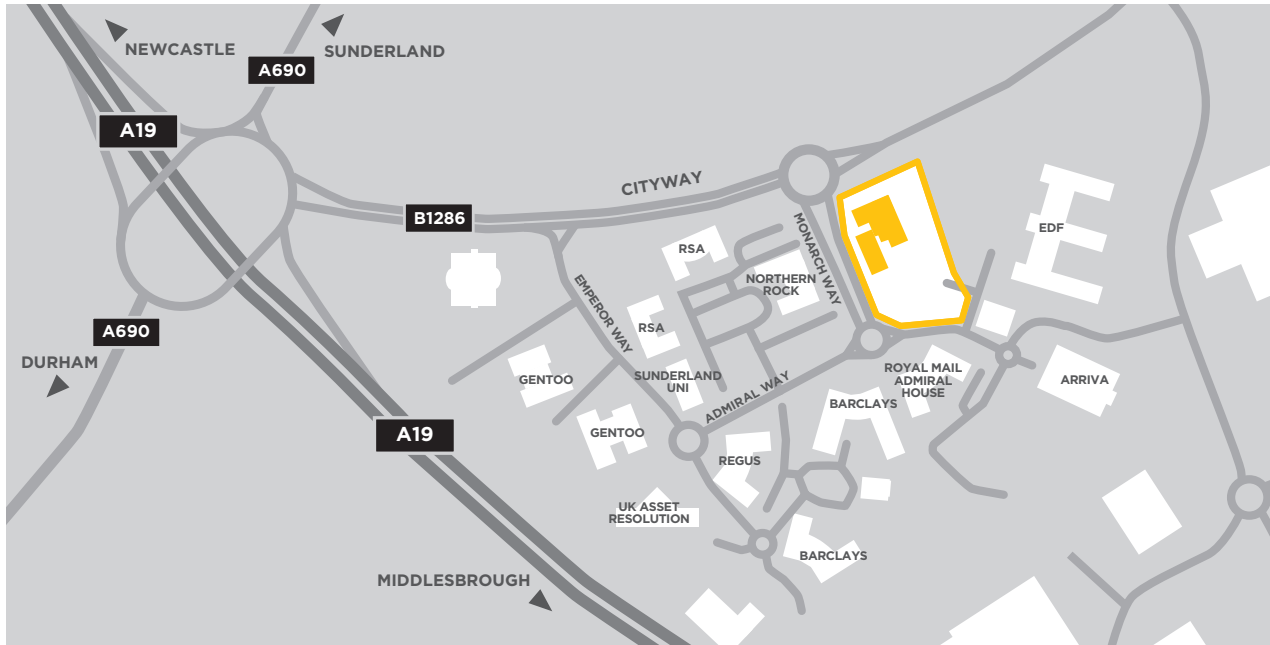 NEWCASTLE
SUNDERLAND
A690
A19
CITYWAY
B1286
MONARCH WAY
EDF
RSA
NORTHERN
ROCK
EMPEROR WAY
RSA
A690
DURHAM
GENTOO
SUNDERLAND
UNI
ADMIRAL WAY
ROYAL MAIL
ADMIRAL
HOUSE
ARRIVA
BARCLAYS
A19
GENTOO
REGUS
UK ASSET
RESOLUTION
BARCLAYS
MIDDLESBROUGH